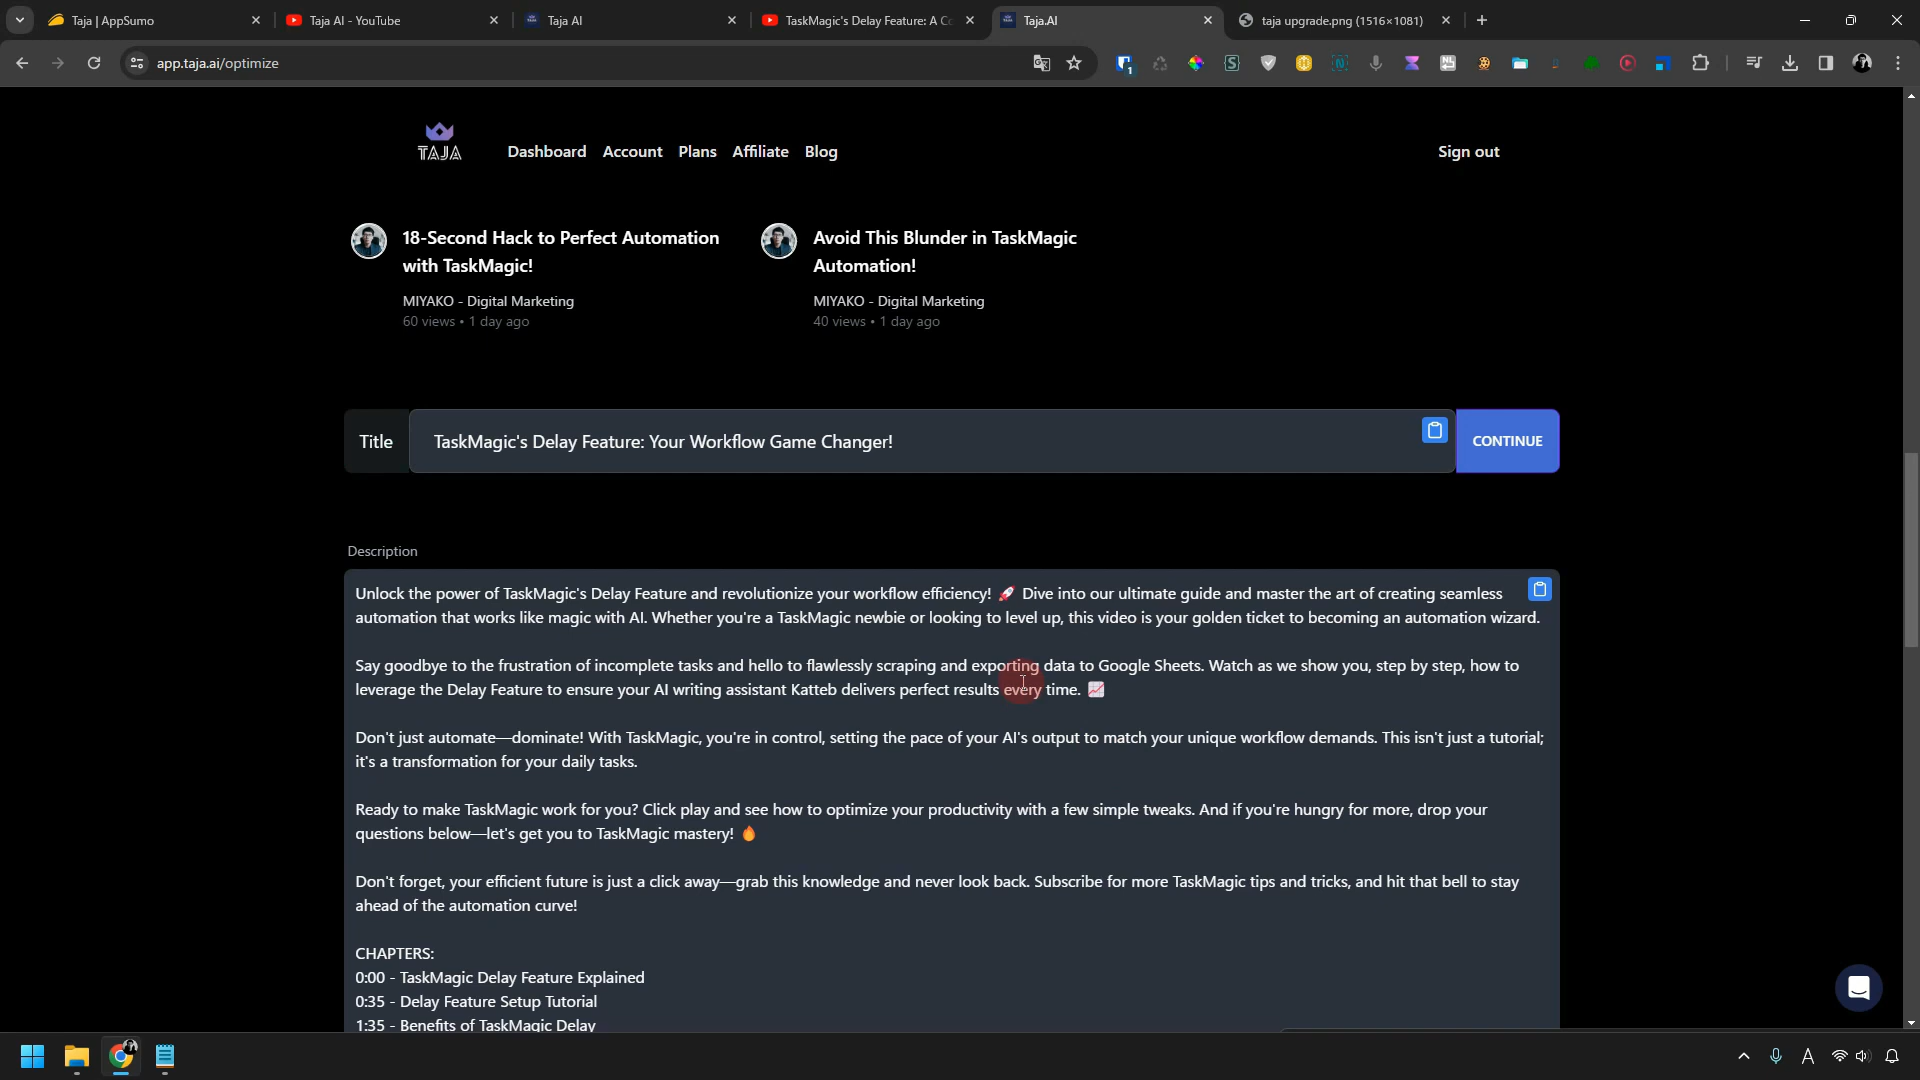 Taja | AppSumo
Taja AI - YouTube
Taja AI
TaskMagic's Delay Feature: A Co
Taja.AI
taja upgrade.png (1516×1081)
app.taja.ai/optimize
TAJA
Dashboard Account Plans Affiliate Blog
Sign out
18-Second Hack to Perfect Automation
with TaskMagic!
MIYAKO - Digital Marketing
60 views • 1 day ago
Avoid This Blunder in TaskMagic
Automation!
MIYAKO - Digital Marketing
40 views • 1 day ago
Title
TaskMagic's Delay Feature: Your Workflow Game Changer!
CONTINUE
Description
Unlock the power of TaskMagic's Delay Feature and revolutionize your workflow efficiency! 🚀 Dive into our ultimate guide and master the art of creating seamless
automation that works like magic with AI. Whether you're a TaskMagic newbie or looking to level up, this video is your golden ticket to becoming an automation wizard.
Say goodbye to the frustration of incomplete tasks and hello to flawlessly scraping and exporting data to Google Sheets. Watch as we show you, step by step, how to
leverage the Delay Feature to ensure your AI writing assistant Katteb delivers perfect results every time. 📈
Don't just automate—dominate! With TaskMagic, you're in control, setting the pace of your AI's output to match your unique workflow demands. This isn't just a tutorial;
it's a transformation for your daily tasks.
Ready to make TaskMagic work for you? Click play and see how to optimize your productivity with a few simple tweaks. And if you're hungry for more, drop your
questions below—let's get you to TaskMagic mastery! 🔥
Don't forget, your efficient future is just a click away—grab this knowledge and never look back. Subscribe for more TaskMagic tips and tricks, and hit that bell to stay
ahead of the automation curve!
CHAPTERS:
0:00 - TaskMagic Delay Feature Explained
0:35 - Delay Feature Setup Tutorial
1:35 - Benefits of TaskMagic Delay